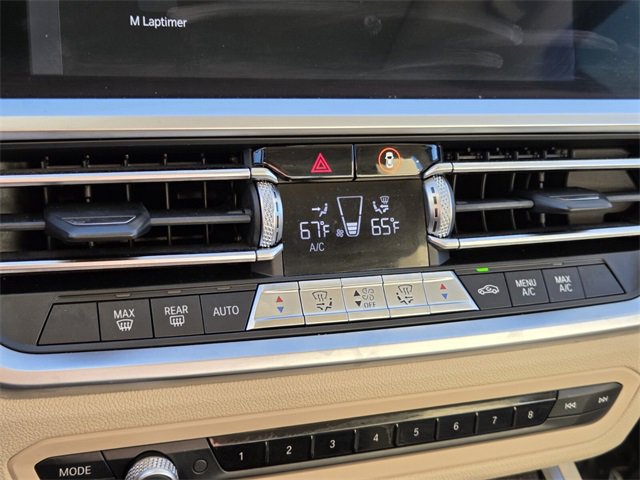 M Laptimer
67°F 65°F
A/C
MAX REAR AUTO OFF MENU A/C MAX A/C
MODE 1 2 3 4 5 6 7 8